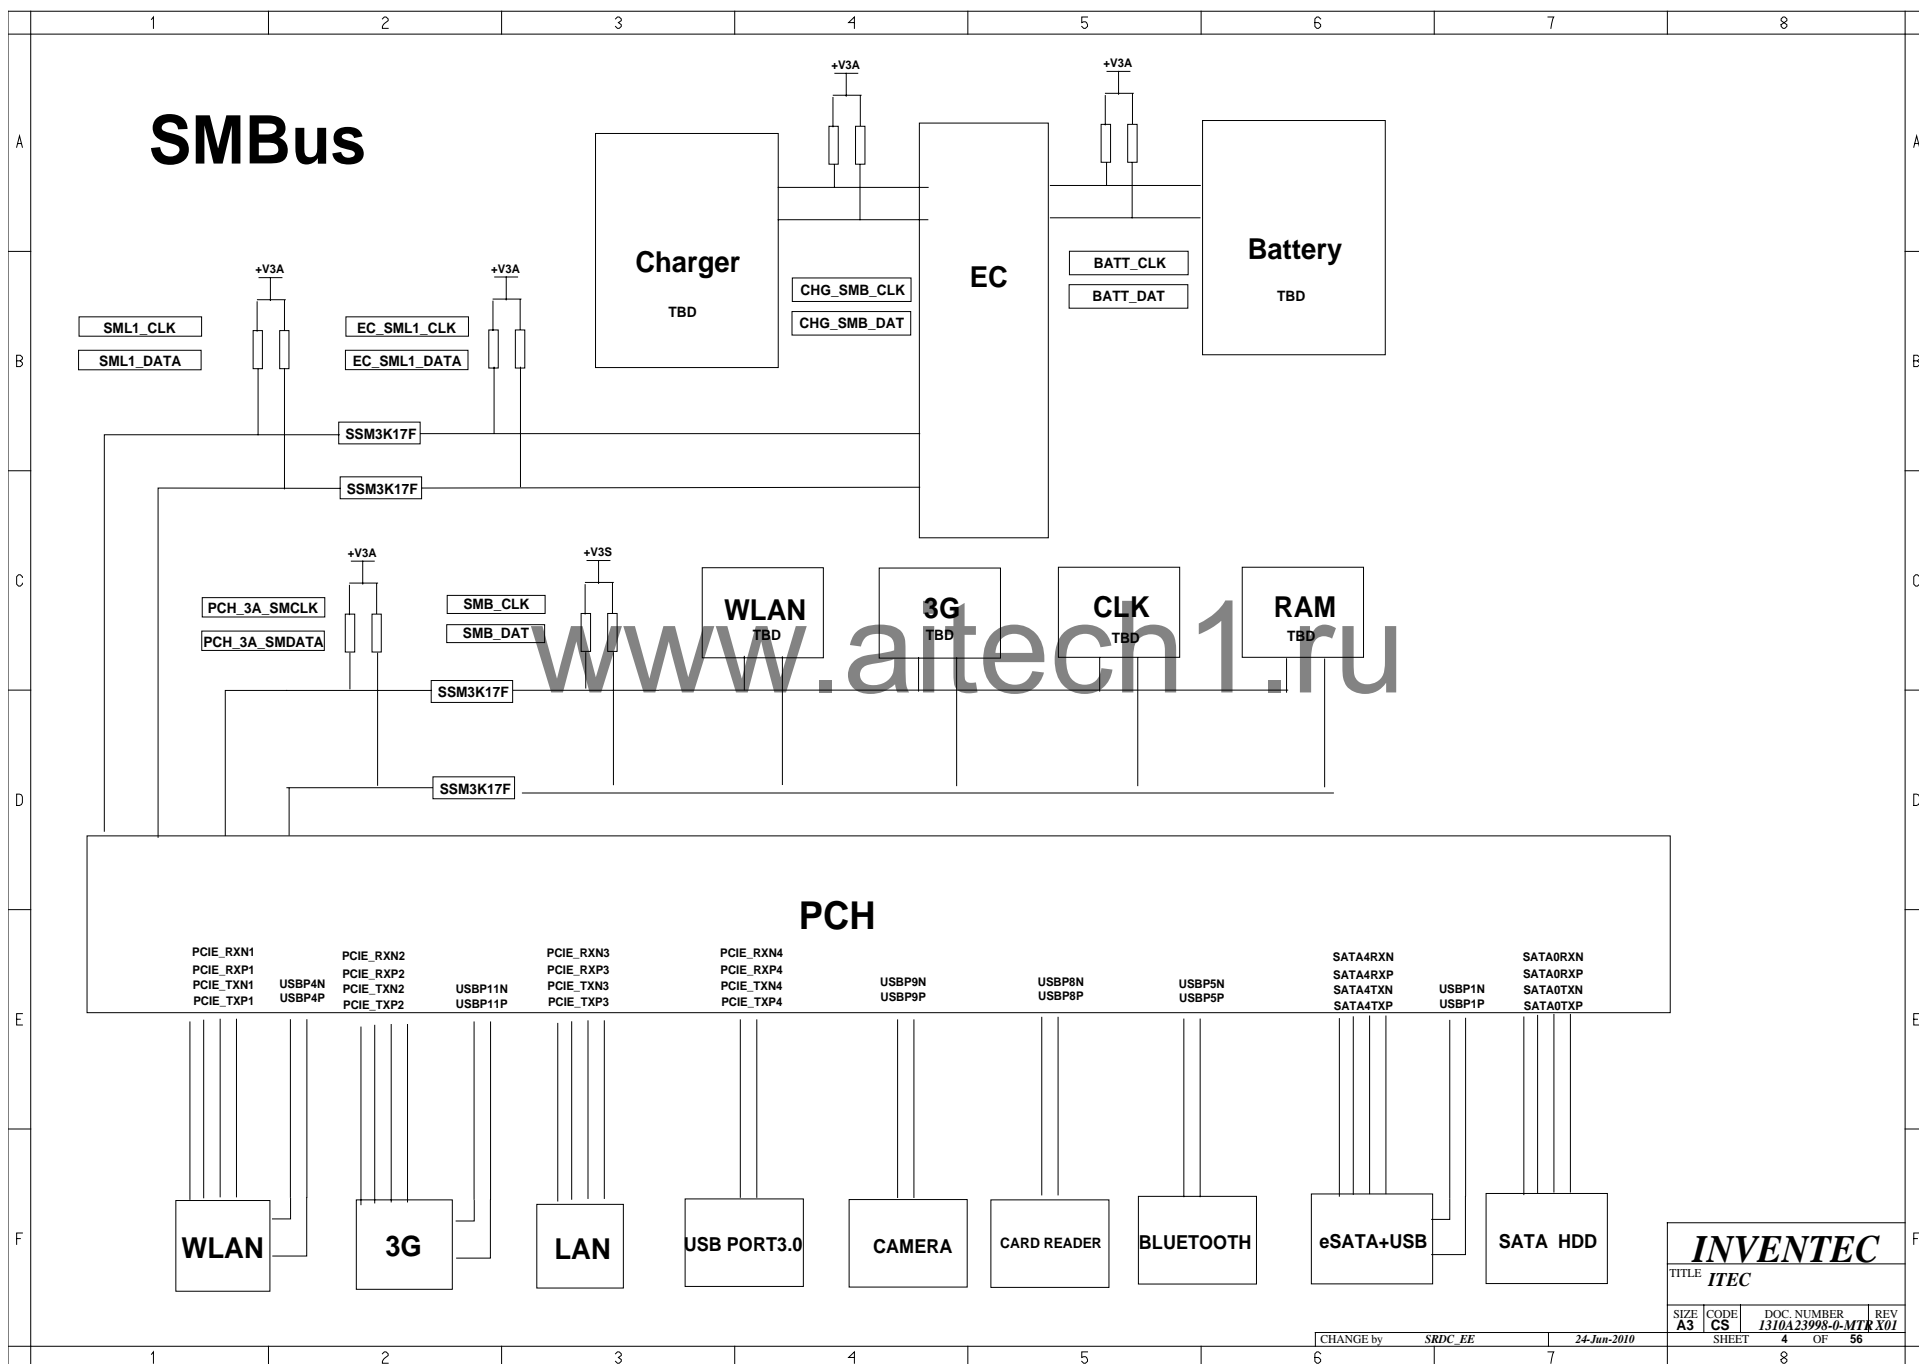 1 2 3 4 5 6 7 8
A A
B B
C C
D D
E E
F F
SMBus
+V3A
+V3A
Charger
TBD
CHG_SMB_CLK
CHG_SMB_DAT
EC
BATT_CLK
BATT_DAT
Battery
TBD
+V3A
+V3A
SML1_CLK
SML1_DATA
EC_SML1_CLK
EC_SML1_DATA
SSM3K17F
SSM3K17F
+V3A
+V3S
PCH_3A_SMCLK
PCH_3A_SMDATA
SMB_CLK
SMB_DAT
WLAN
TBD
3G
TBD
CLK
TBD
RAM
TBD
www.aitech1.ru
SSM3K17F
SSM3K17F
PCH
PCIE_RXN1
PCIE_RXP1
PCIE_TXN1
PCIE_TXP1
USBP4N
USBP4P
PCIE_RXN2
PCIE_RXP2
PCIE_TXN2
PCIE_TXP2
USBP11N
USBP11P
PCIE_RXN3
PCIE_RXP3
PCIE_TXN3
PCIE_TXP3
PCIE_RXN4
PCIE_RXP4
PCIE_TXN4
PCIE_TXP4
USBP9N
USBP9P
USBP8N
USBP8P
USBP5N
USBP5P
SATA4RXN
SATA4RXP
SATA4TXN
SATA4TXP
USBP1N
USBP1P
SATA0RXN
SATA0RXP
SATA0TXN
SATA0TXP
WLAN
3G
LAN
USB PORT3.0
CAMERA
CARD READER
BLUETOOTH
eSATA+USB
SATA HDD
INVENTEC
TITLE ITEC
SIZE CODE DOC. NUMBER REV
A3 CS 1310A23998-0-MTR X01
CHANGE by SRDC_EE 24-Jun-2010 SHEET 4 OF 56
1 2 3 4 5 6 7 8